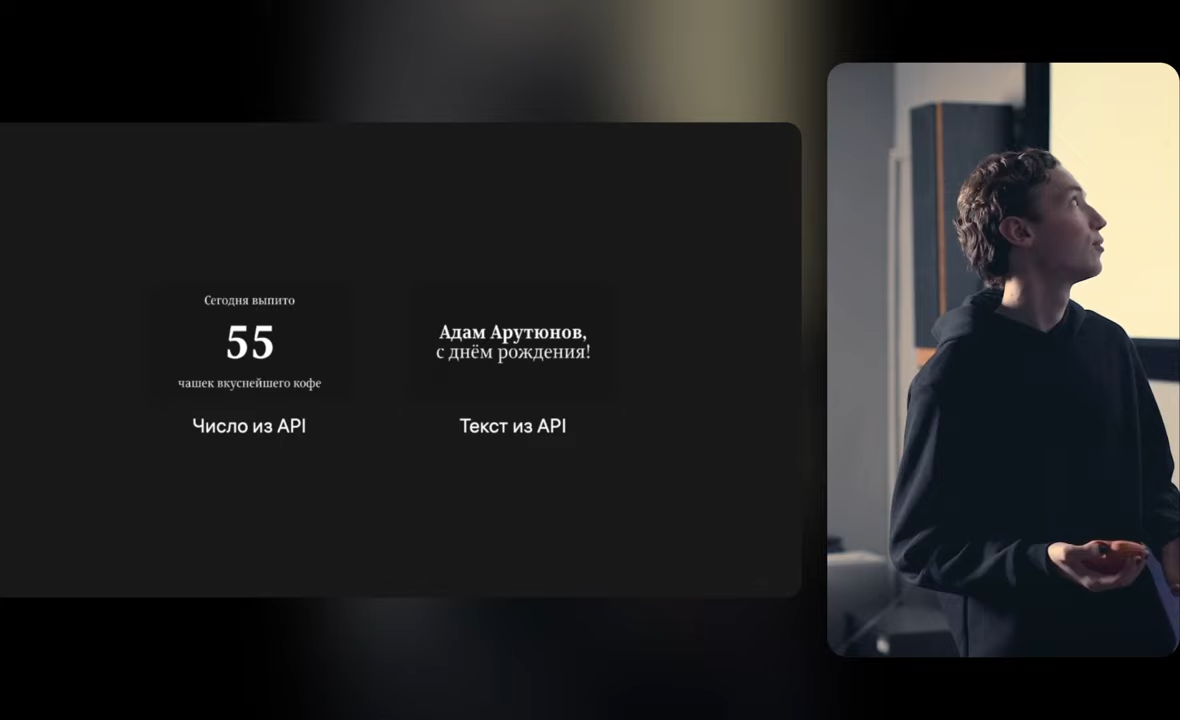 Сегодня выпито
55
чашек вкуснейшего кофе
Число из API
Адам Арутюнов,
с днём рождения!
Текст из API